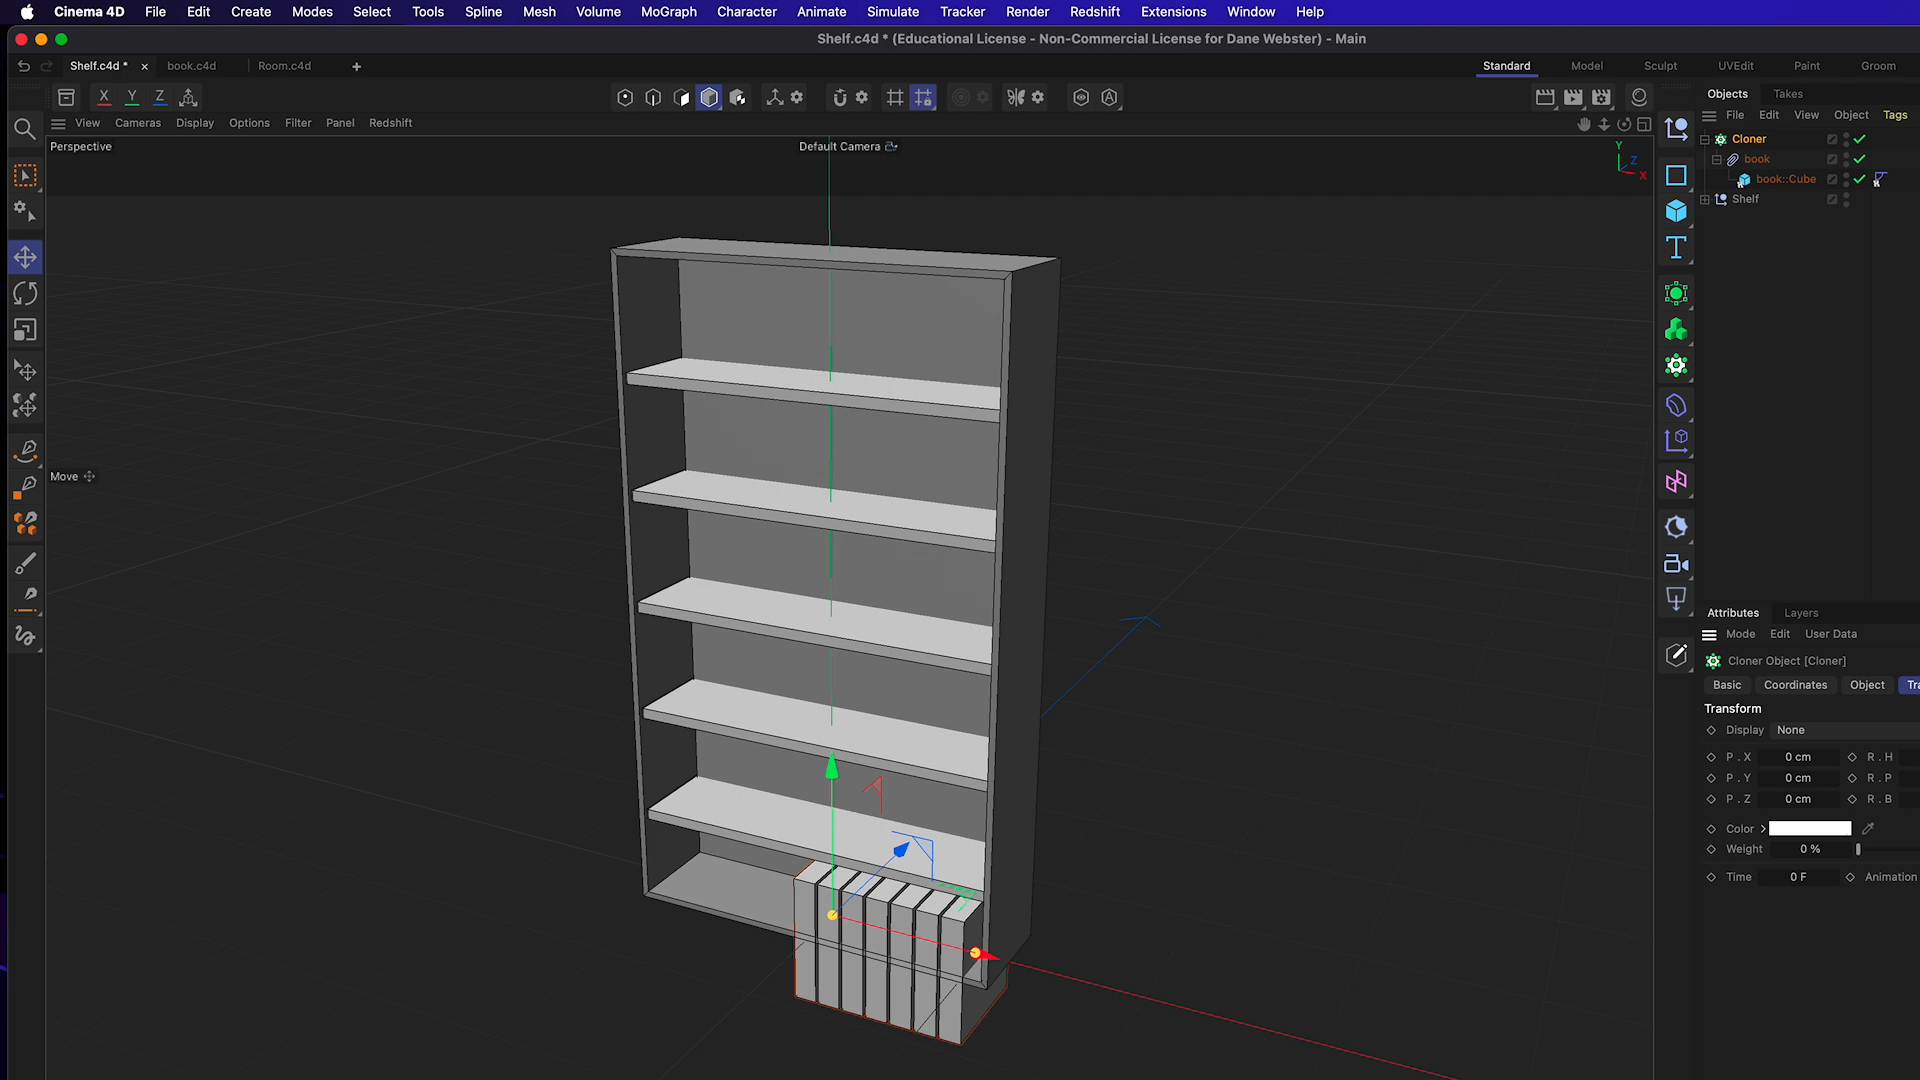 Cinema 4D File Edit Create Modes Select Tools Spline Mesh Volume MoGraph Character Animate Simulate Tracker Render Redshift Extensions Window Help
Shelf.c4d * (Educational License - Non-Commercial License for Dane Webster) - Main
Shelf.c4d * book.c4d Room.c4d Standard Model Sculpt UVEdit Paint Groom
X Y Z
Objects Takes
File Edit View Object Tags
View Cameras Display Options Filter Panel Redshift
Perspective
Default Camera
Y
Z
X
Cloner
book
book::Cube
Shelf
Move
Attributes Layers
Mode Edit User Data
Cloner Object [Cloner]
Basic Coordinates Object Tra
Transform
Display None
P . X 0 cm R . H
P . Y 0 cm R . P
P . Z 0 cm R . B
Color
Weight 0 %
Time 0 F Animation